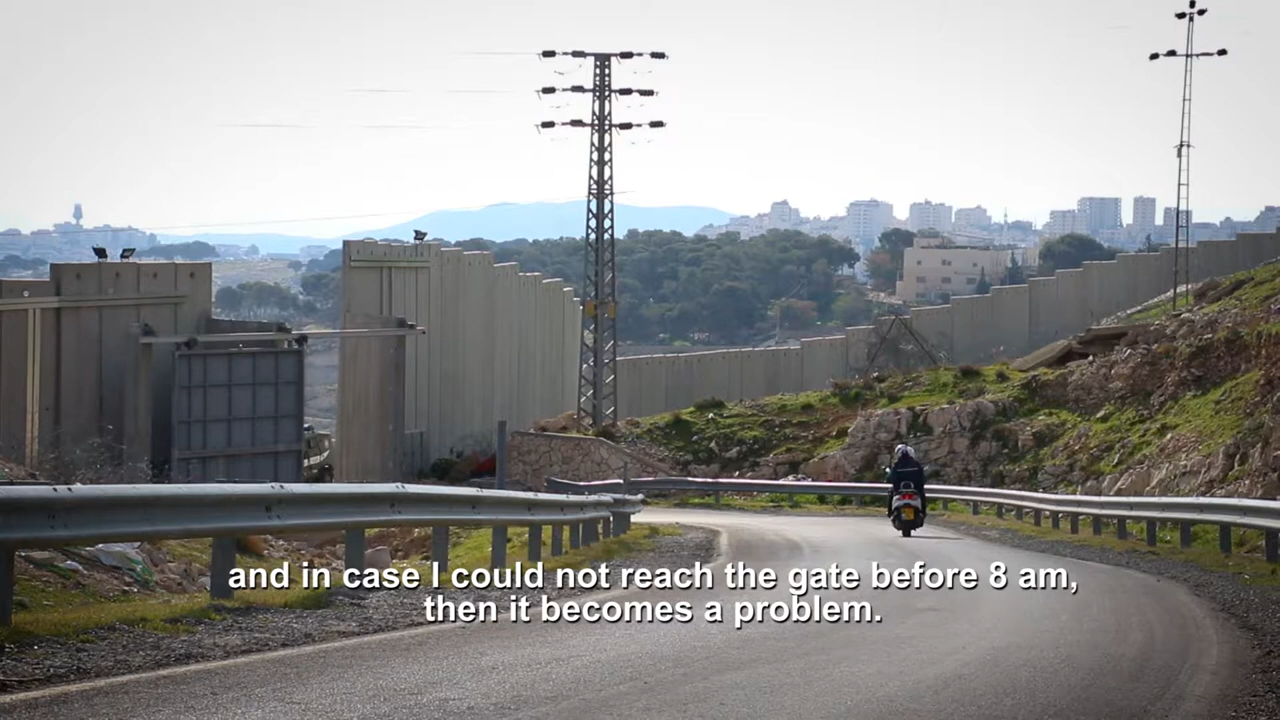 and in case I could not reach the gate before 8 am,
then it becomes a problem.